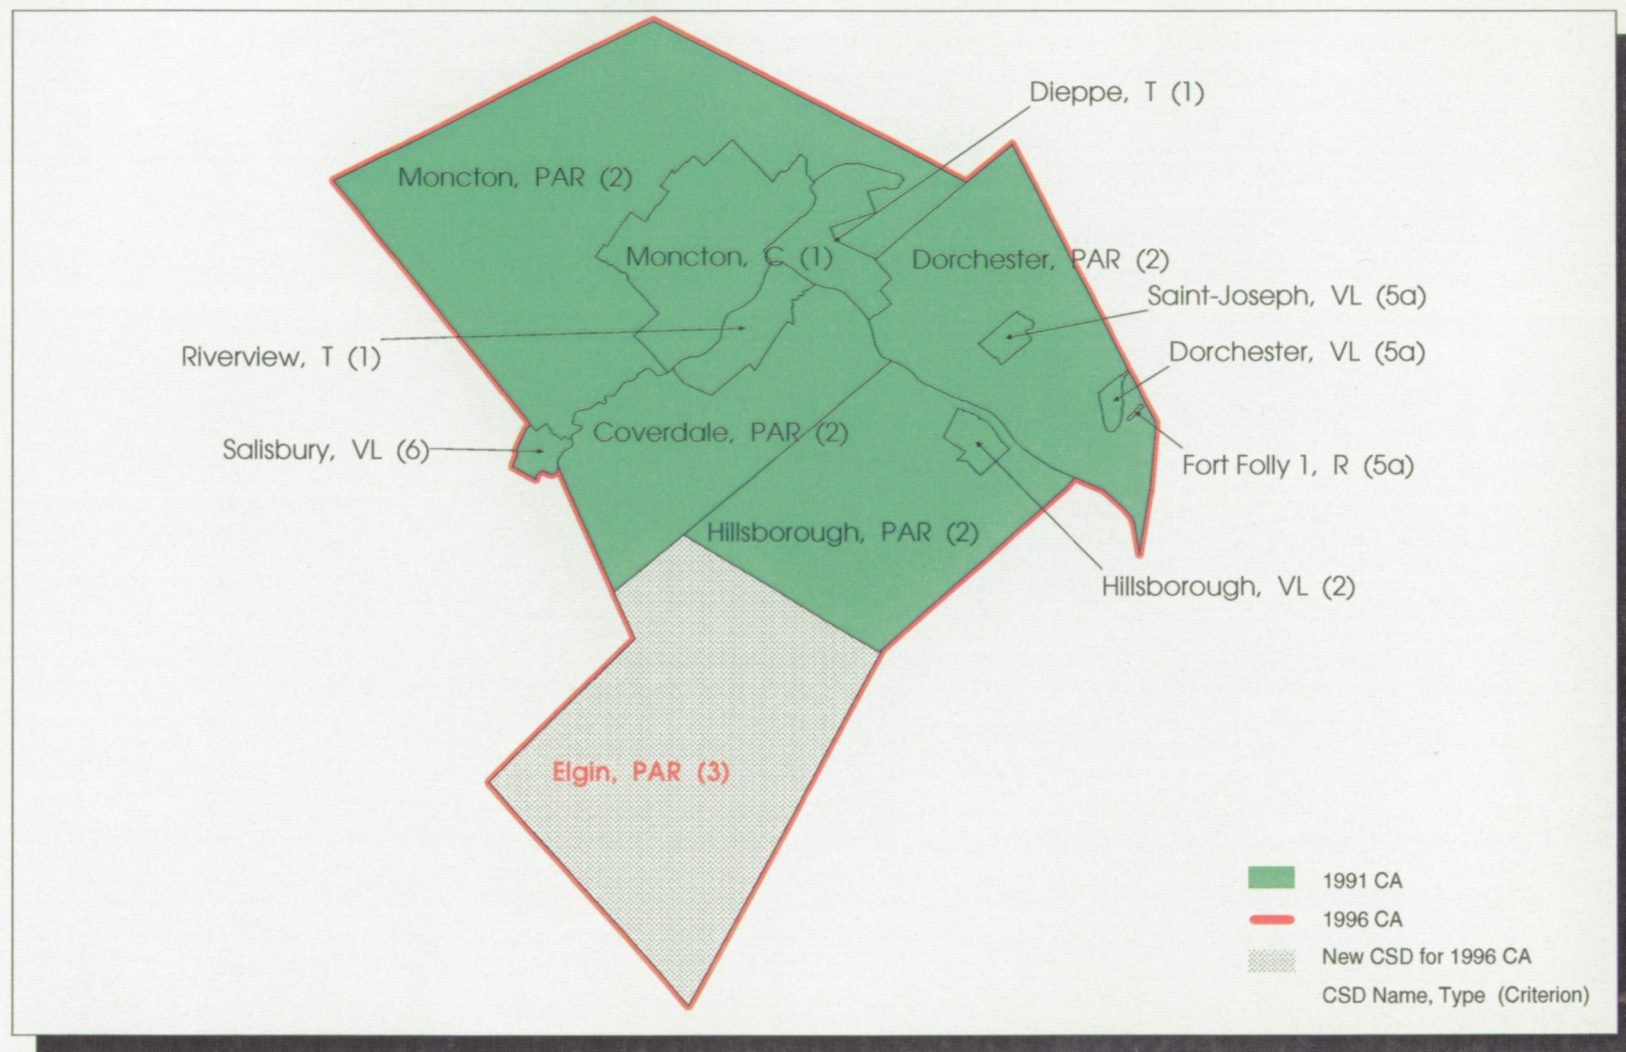 Dieppe, T (1)
Moncton, PAR (2)
Moncton, C (1)
Dorchester, PAR (2)
Saint-Joseph, VL (5a)
Riverview, T (1)
Dorchester, VL (5a)
Salisbury, VL (6)
Coverdale, PAR (2)
Fort Folly 1, R (5a)
Hillsborough, PAR (2)
Hillsborough, VL (2)
Elgin, PAR (3)
1991 CA
1996 CA
New CSD for 1996 CA
CSD Name, Type (Criterion)